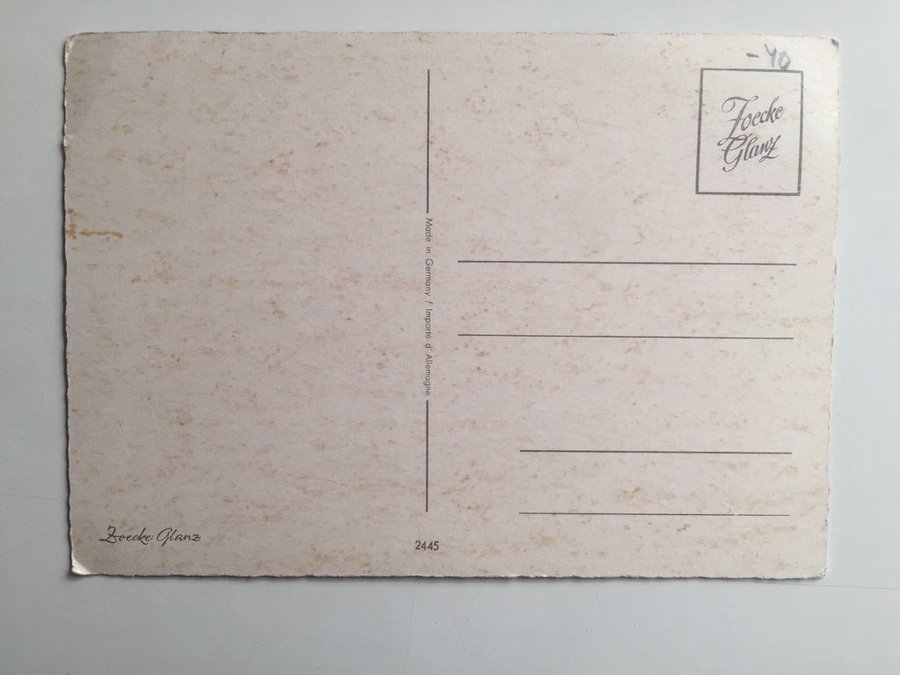 -40
Zoecke
Glanz
Made in Germany / Importé d'Allemagne
Zoecke Glanz
2445